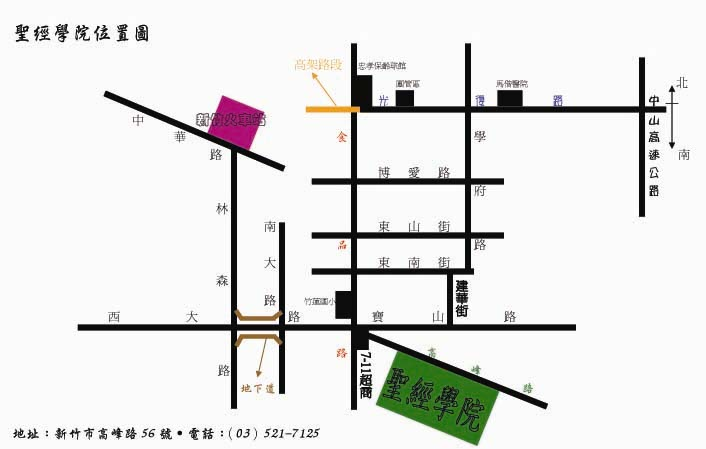 聖經學院位置圖
高架路段
忠孝保齡球館
團管區
馬偕醫院
北
南
光復路
中山高速公路
新竹火車站
中華路
食品路
學府路
博愛路
林森路
南大路
東山街
東南街
建華街
竹蓮國小
西大路
寶山路
地下道
7-11超商
高峰路
聖經學院
地址：新竹市高峰路 56 號•電話：(03) 521-7125